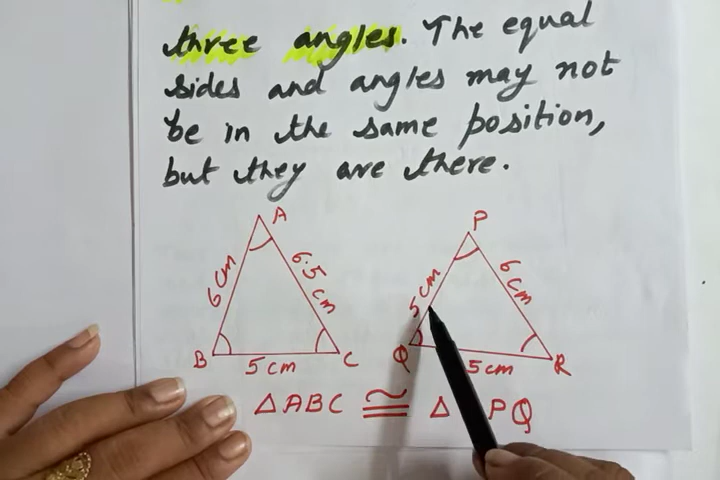 three angles. The equal
sides and angles may not
be in the same position,
but they are there.
A P
6cm 6.5cm 5cm 6cm
B C Q R
5cm 5cm
△ABC ≅ △ PQ